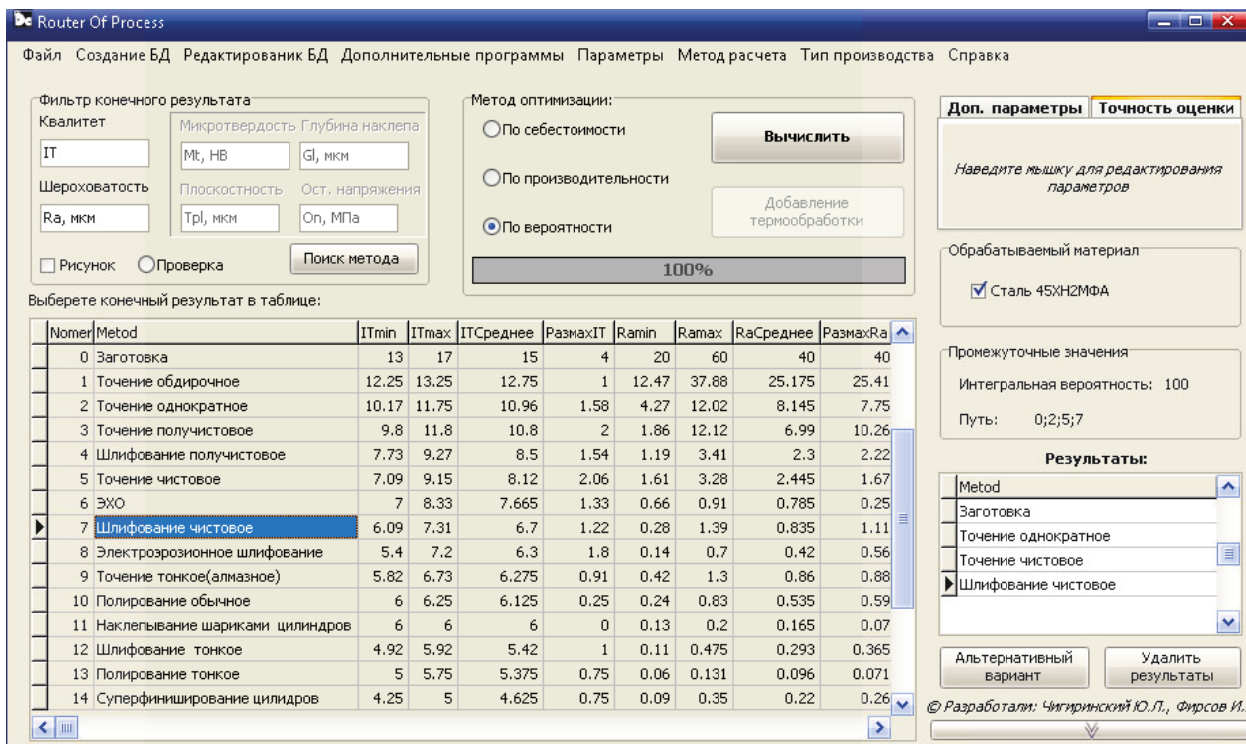 Router Of Process
Файл Создание БД Редактированик БД Дополнительные программы Параметры Метод расчета Тип производства Справка
Фильтр конечного результата
Квалитет
IT
Микротвердость Глубина наклепа
Mt, HB Gl, мкм
Шероховатость
Ra, мкм
Плоскостность Ост. напряжения
Tpl, мкм On, МПа
Рисунок Проверка Поиск метода
Метод оптимизации:
По себестоимости
По производительности
По вероятности
Вычислить
Добавление
термообработки
100%
Доп. параметры Точность оценки
Наведите мышку для редактирования
параметров
Обрабатываемый материал
Сталь 45ХН2МФА
Промежуточные значения
Интегральная вероятность: 100
Путь: 0;2;5;7
Выберете конечный результат в таблице:
Nomer Metod ITmin ITmax ITСреднее РазмахIT Ramin Ramax RaСреднее РазмахRa
0 Заготовка 13 17 15 4 20 60 40 40
1 Точение обдирочное 12.25 13.25 12.75 1 12.47 37.88 25.175 25.41
2 Точение однократное 10.17 11.75 10.96 1.58 4.27 12.02 8.145 7.75
3 Точение получистовое 9.8 11.8 10.8 2 1.86 12.12 6.99 10.26
4 Шлифование получистовое 7.73 9.27 8.5 1.54 1.19 3.41 2.3 2.22
5 Точение чистовое 7.09 9.15 8.12 2.06 1.61 3.28 2.445 1.67
6 ЭХО 7 8.33 7.665 1.33 0.66 0.91 0.785 0.25
7 Шлифование чистовое 6.09 7.31 6.7 1.22 0.28 1.39 0.835 1.11
8 Электроэрозионное шлифование 5.4 7.2 6.3 1.8 0.14 0.7 0.42 0.56
9 Точение тонкое(алмазное) 5.82 6.73 6.275 0.91 0.42 1.3 0.86 0.88
10 Полирование обычное 6 6.25 6.125 0.25 0.24 0.83 0.535 0.59
11 Наклепывание шариками цилиндров 6 6 6 0 0.13 0.2 0.165 0.07
12 Шлифование тонкое 4.92 5.92 5.42 1 0.11 0.475 0.293 0.365
13 Полирование тонкое 5 5.75 5.375 0.75 0.06 0.131 0.096 0.071
14 Суперфиниширование цилидров 4.25 5 4.625 0.75 0.09 0.35 0.22 0.26
Результаты:
Metod
Заготовка
Точение однократное
Точение чистовое
Шлифование чистовое
Альтернативный
вариант
Удалить
результаты
© Разработали: Чигиринский Ю.Л., Фирсов И..